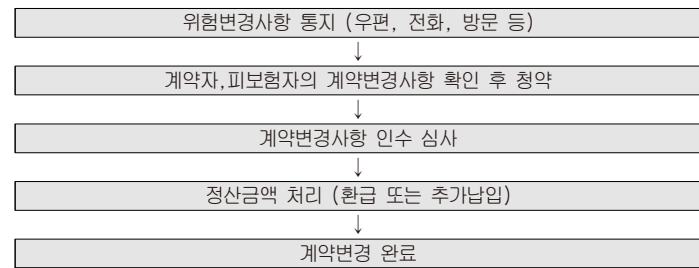 위험변경사항 통지 (우편, 전화, 방문 등)
↓
계약자,피보험자의 계약변경사항 확인 후 청약
↓
계약변경사항 인수 심사
↓
정산금액 처리 (환급 또는 추가납입)
↓
계약변경 완료